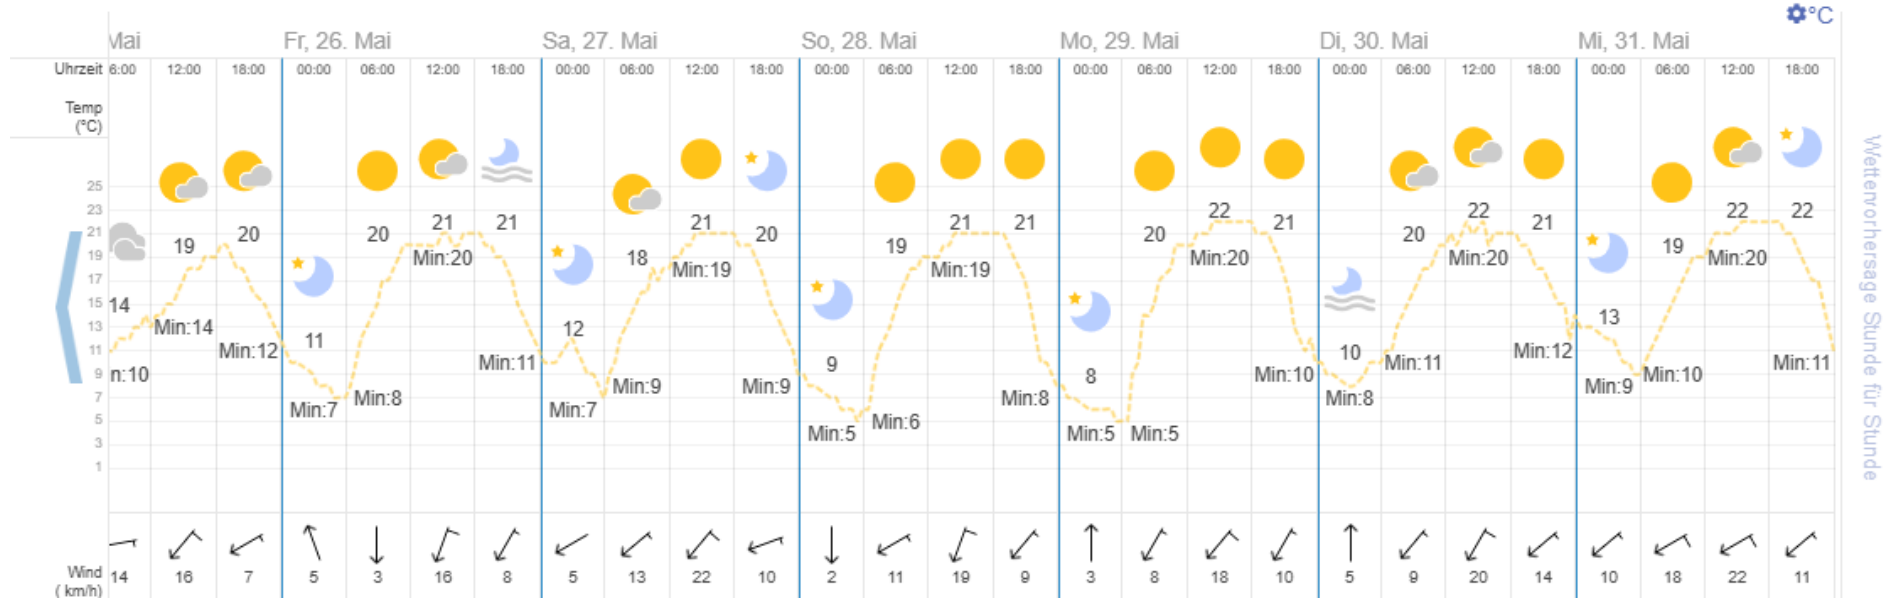 °C
Mai Fr, 26. Mai Sa, 27. Mai So, 28. Mai Mo, 29. Mai Di, 30. Mai Mi, 31. Mai
Uhrzeit 6:00 12:00 18:00 00:00 06:00 12:00 18:00 00:00 06:00 12:00 18:00 00:00 06:00 12:00 18:00 00:00 06:00 12:00 18:00 00:00 06:00 12:00 18:00 00:00 06:00 12:00 18:00
Temp
(°C)
25
23
21
19
17
15
13
11
9
7
5
3
1
14 19 20 11 20 21 21 12 18 21 20 9 19 21 21 8 20 22 21 10 20 22 21 13 19 22 22
n:10 Min:14 Min:12 Min:7 Min:8 Min:20 Min:11 Min:7 Min:9 Min:19 Min:9 Min:5 Min:6 Min:19 Min:8 Min:5 Min:5 Min:20 Min:10 Min:8 Min:11 Min:20 Min:12 Min:9 Min:10 Min:20 Min:11
Wind 14 16 7 5 3 16 8 5 13 22 10 2 11 19 9 3 8 18 10 5 9 20 14 10 18 22 11
( km/h)
Wettervorhersage Stunde für Stunde